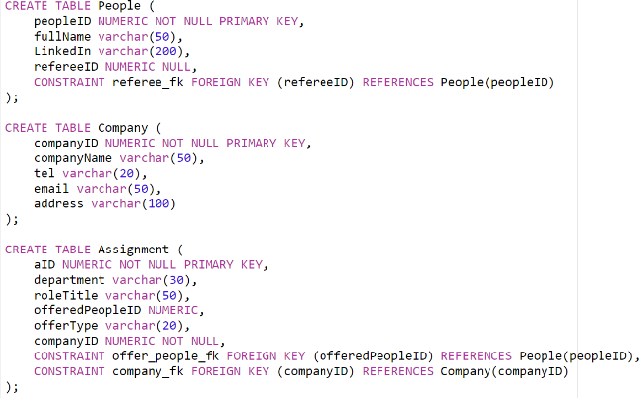 CREATE TABLE People (
peopleID NUMERIC NOT NULL PRIMARY KEY,
fullName varchar(50),
LinkedIn varchar(200),
refereeID NUMERIC NULL,
CONSTRAINT referee_fk FOREIGN KEY (refereeID) REFERENCES People(peopleID)
);
CREATE TABLE Company (
companyID NUMERIC NOT NULL PRIMARY KEY,
companyName varchar(50),
tel varchar(20),
email varchar(50),
address varchar(100)
);
CREATE TABLE Assignment (
aID NUMERIC NOT NULL PRIMARY KEY,
department varchar(30),
roleTitle varchar(50),
offeredPeopleID NUMERIC,
offerType varchar(20),
companyID NUMERIC NOT NULL,
CONSTRAINT offer_people_fk FOREIGN KEY (offeredPeopleID) REFERENCES People(peopleID),
CONSTRAINT company_fk FOREIGN KEY (companyID) REFERENCES Company(companyID)
);